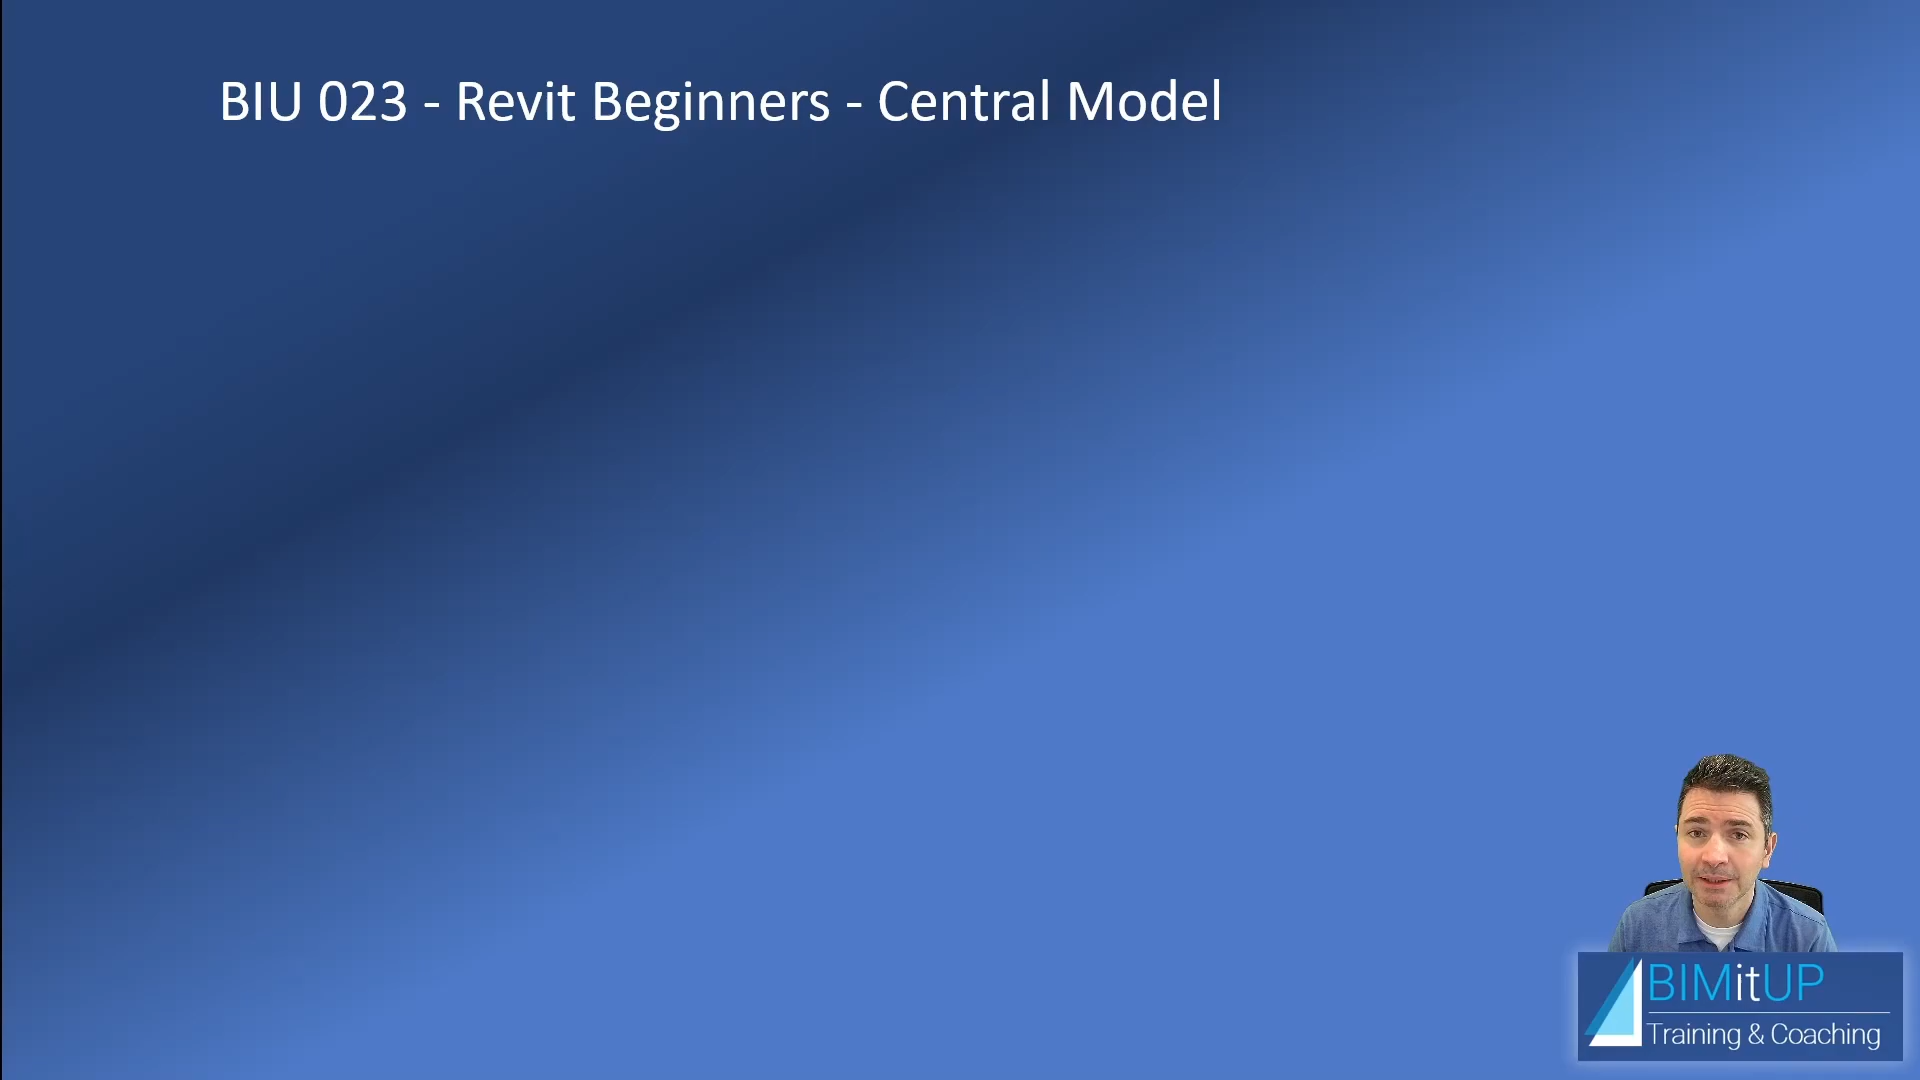 BIU 023 - Revit Beginners - Central Model
BIMitUP
Training & Coaching